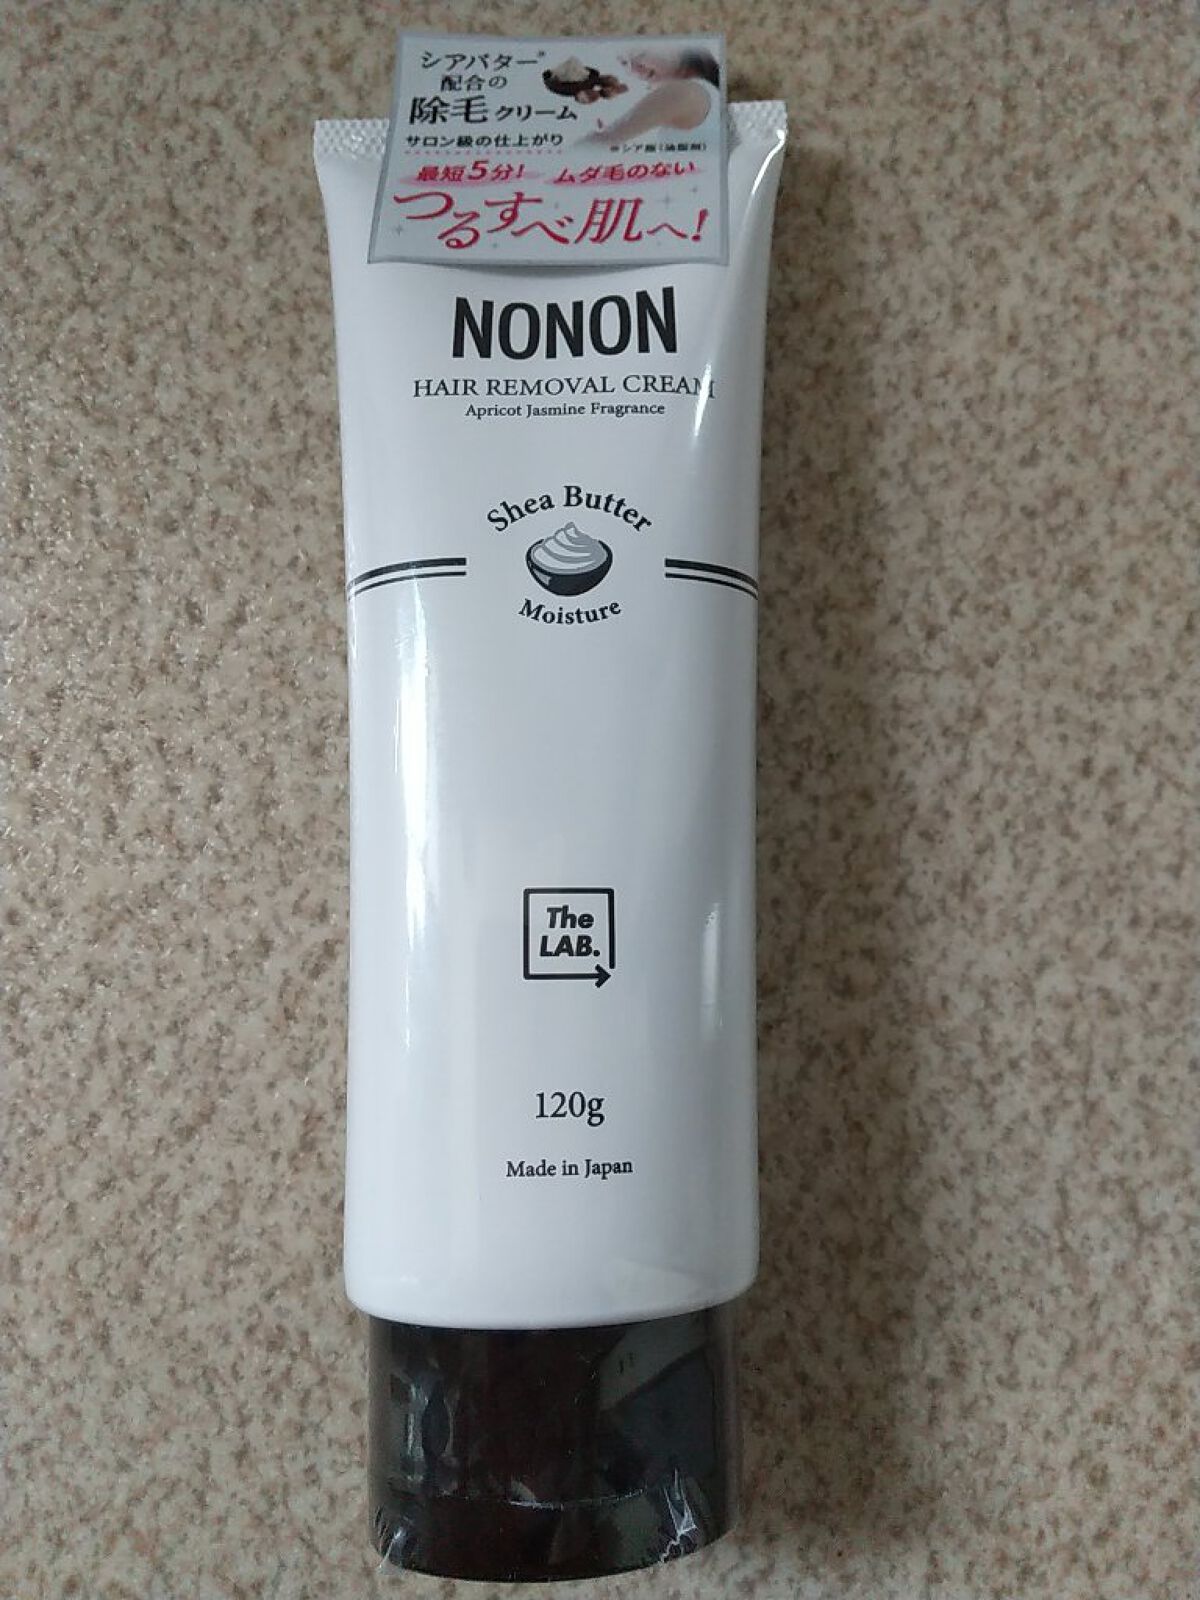 シアバター※
配合の
除毛クリーム
サロン級の仕上がり
※シア脂(油脂剤)
最短5分! ムダ毛のない
つるすべ肌へ!
NONON
HAIR REMOVAL CREAM
Apricot Jasmine Fragrance
Shea Butter
Moisture
The
LAB.
120g
Made in Japan